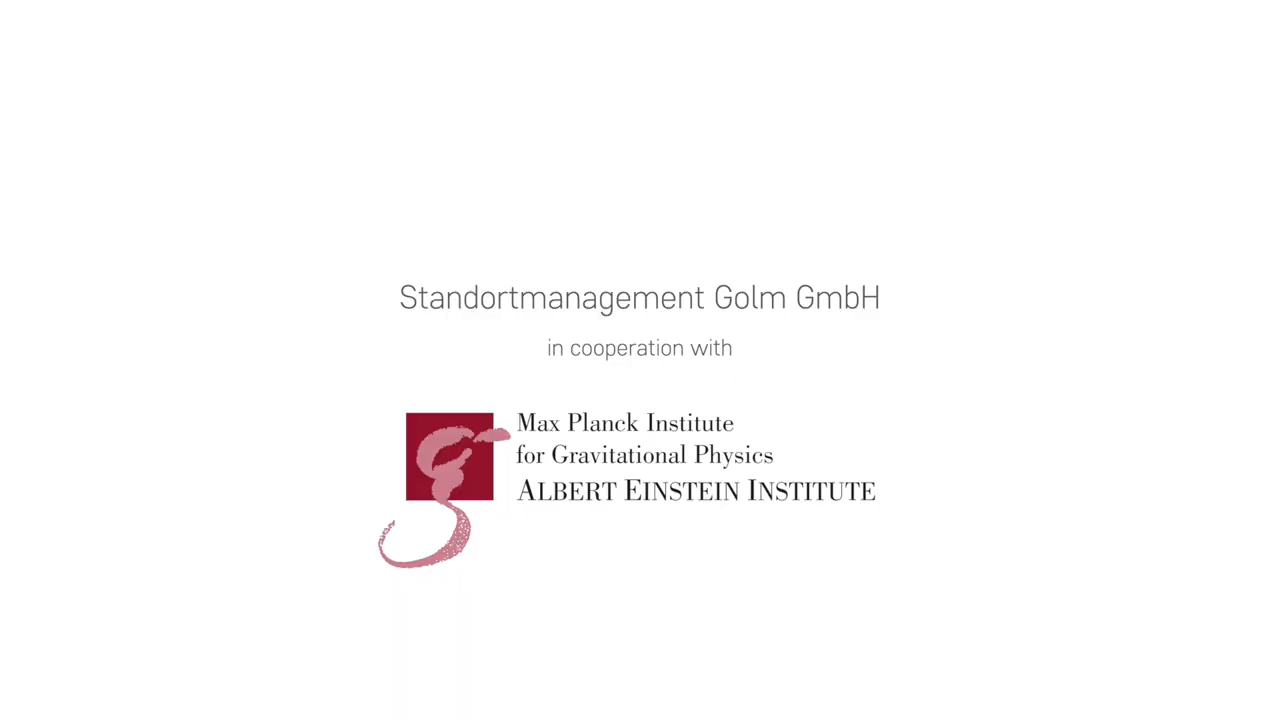 Standortmanagement Golm GmbH
in cooperation with
Max Planck Institute
for Gravitational Physics
ALBERT EINSTEIN INSTITUTE